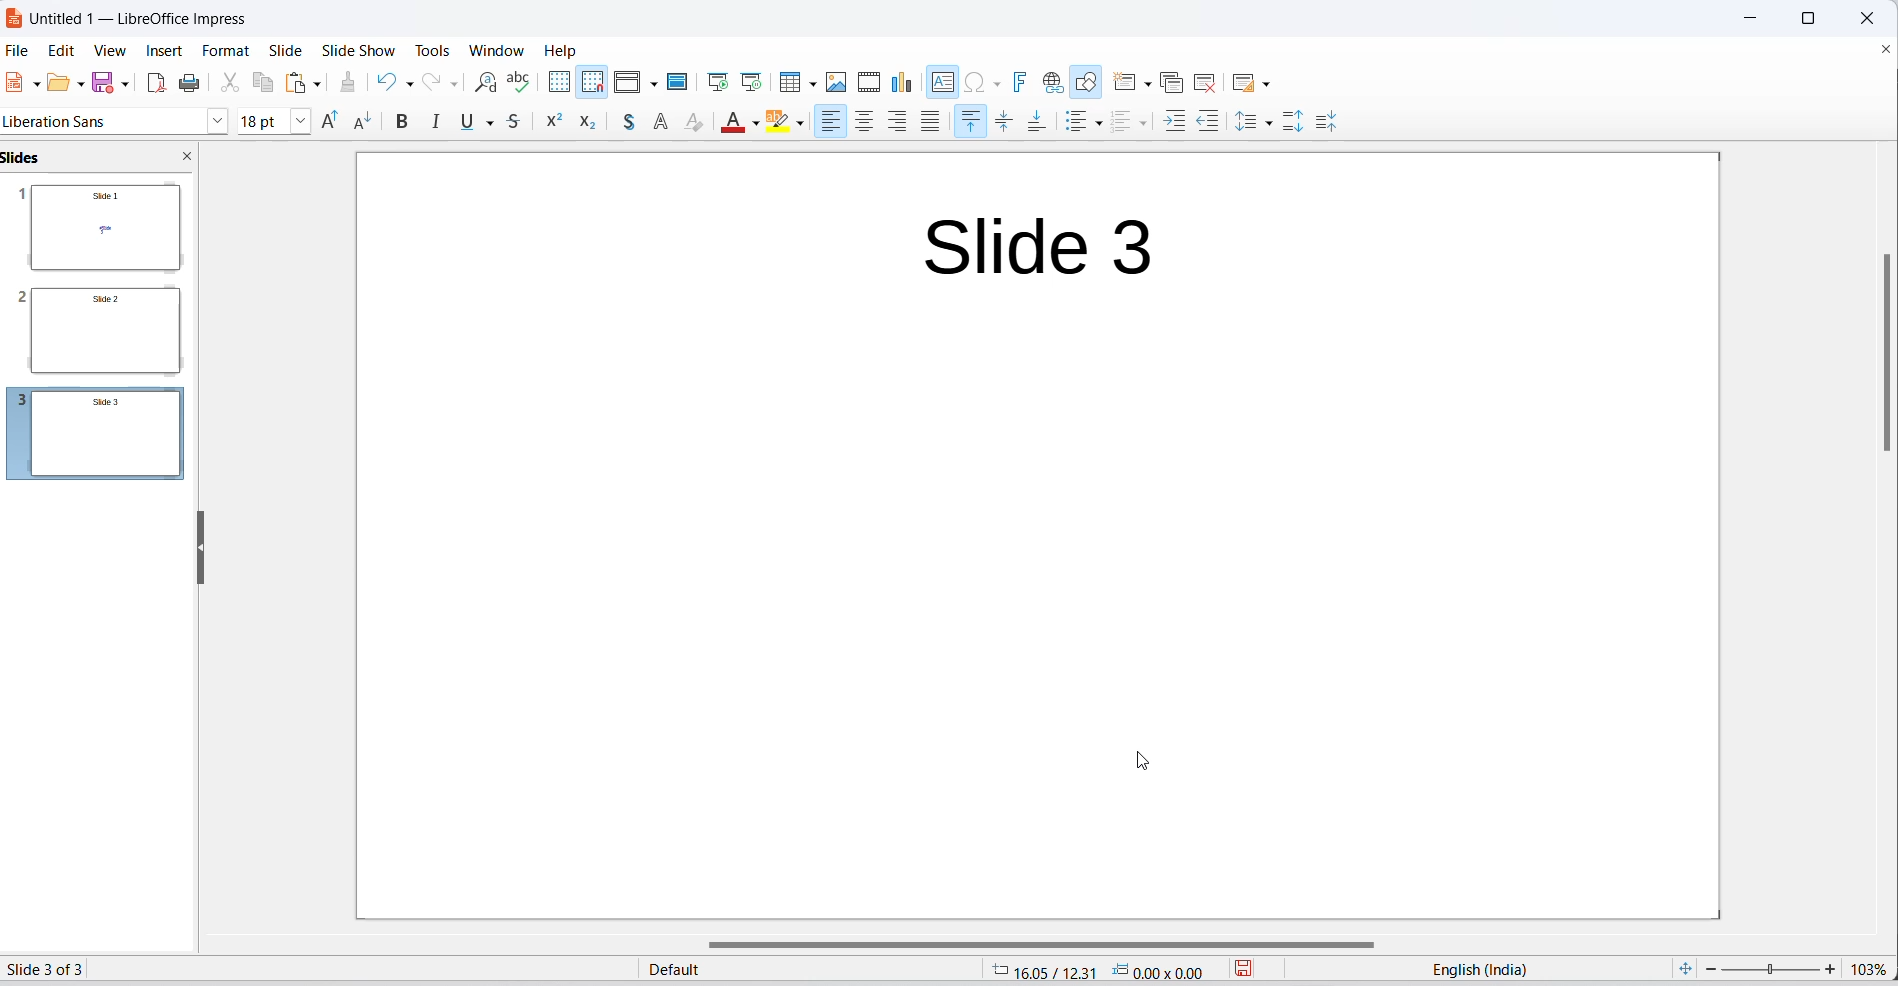 Untitled 1 — LibreOffice Impress
File Edit View Insert Format Slide Slide Show Tools Window Help
Liberation Sans 18 pt
Slides
1 Slide 1
2 Slide 2
3 Slide 3
Slide 3
Slide 3 of 3 Default 16.05 / 12.31 0.00 x 0.00 English (India) 103%